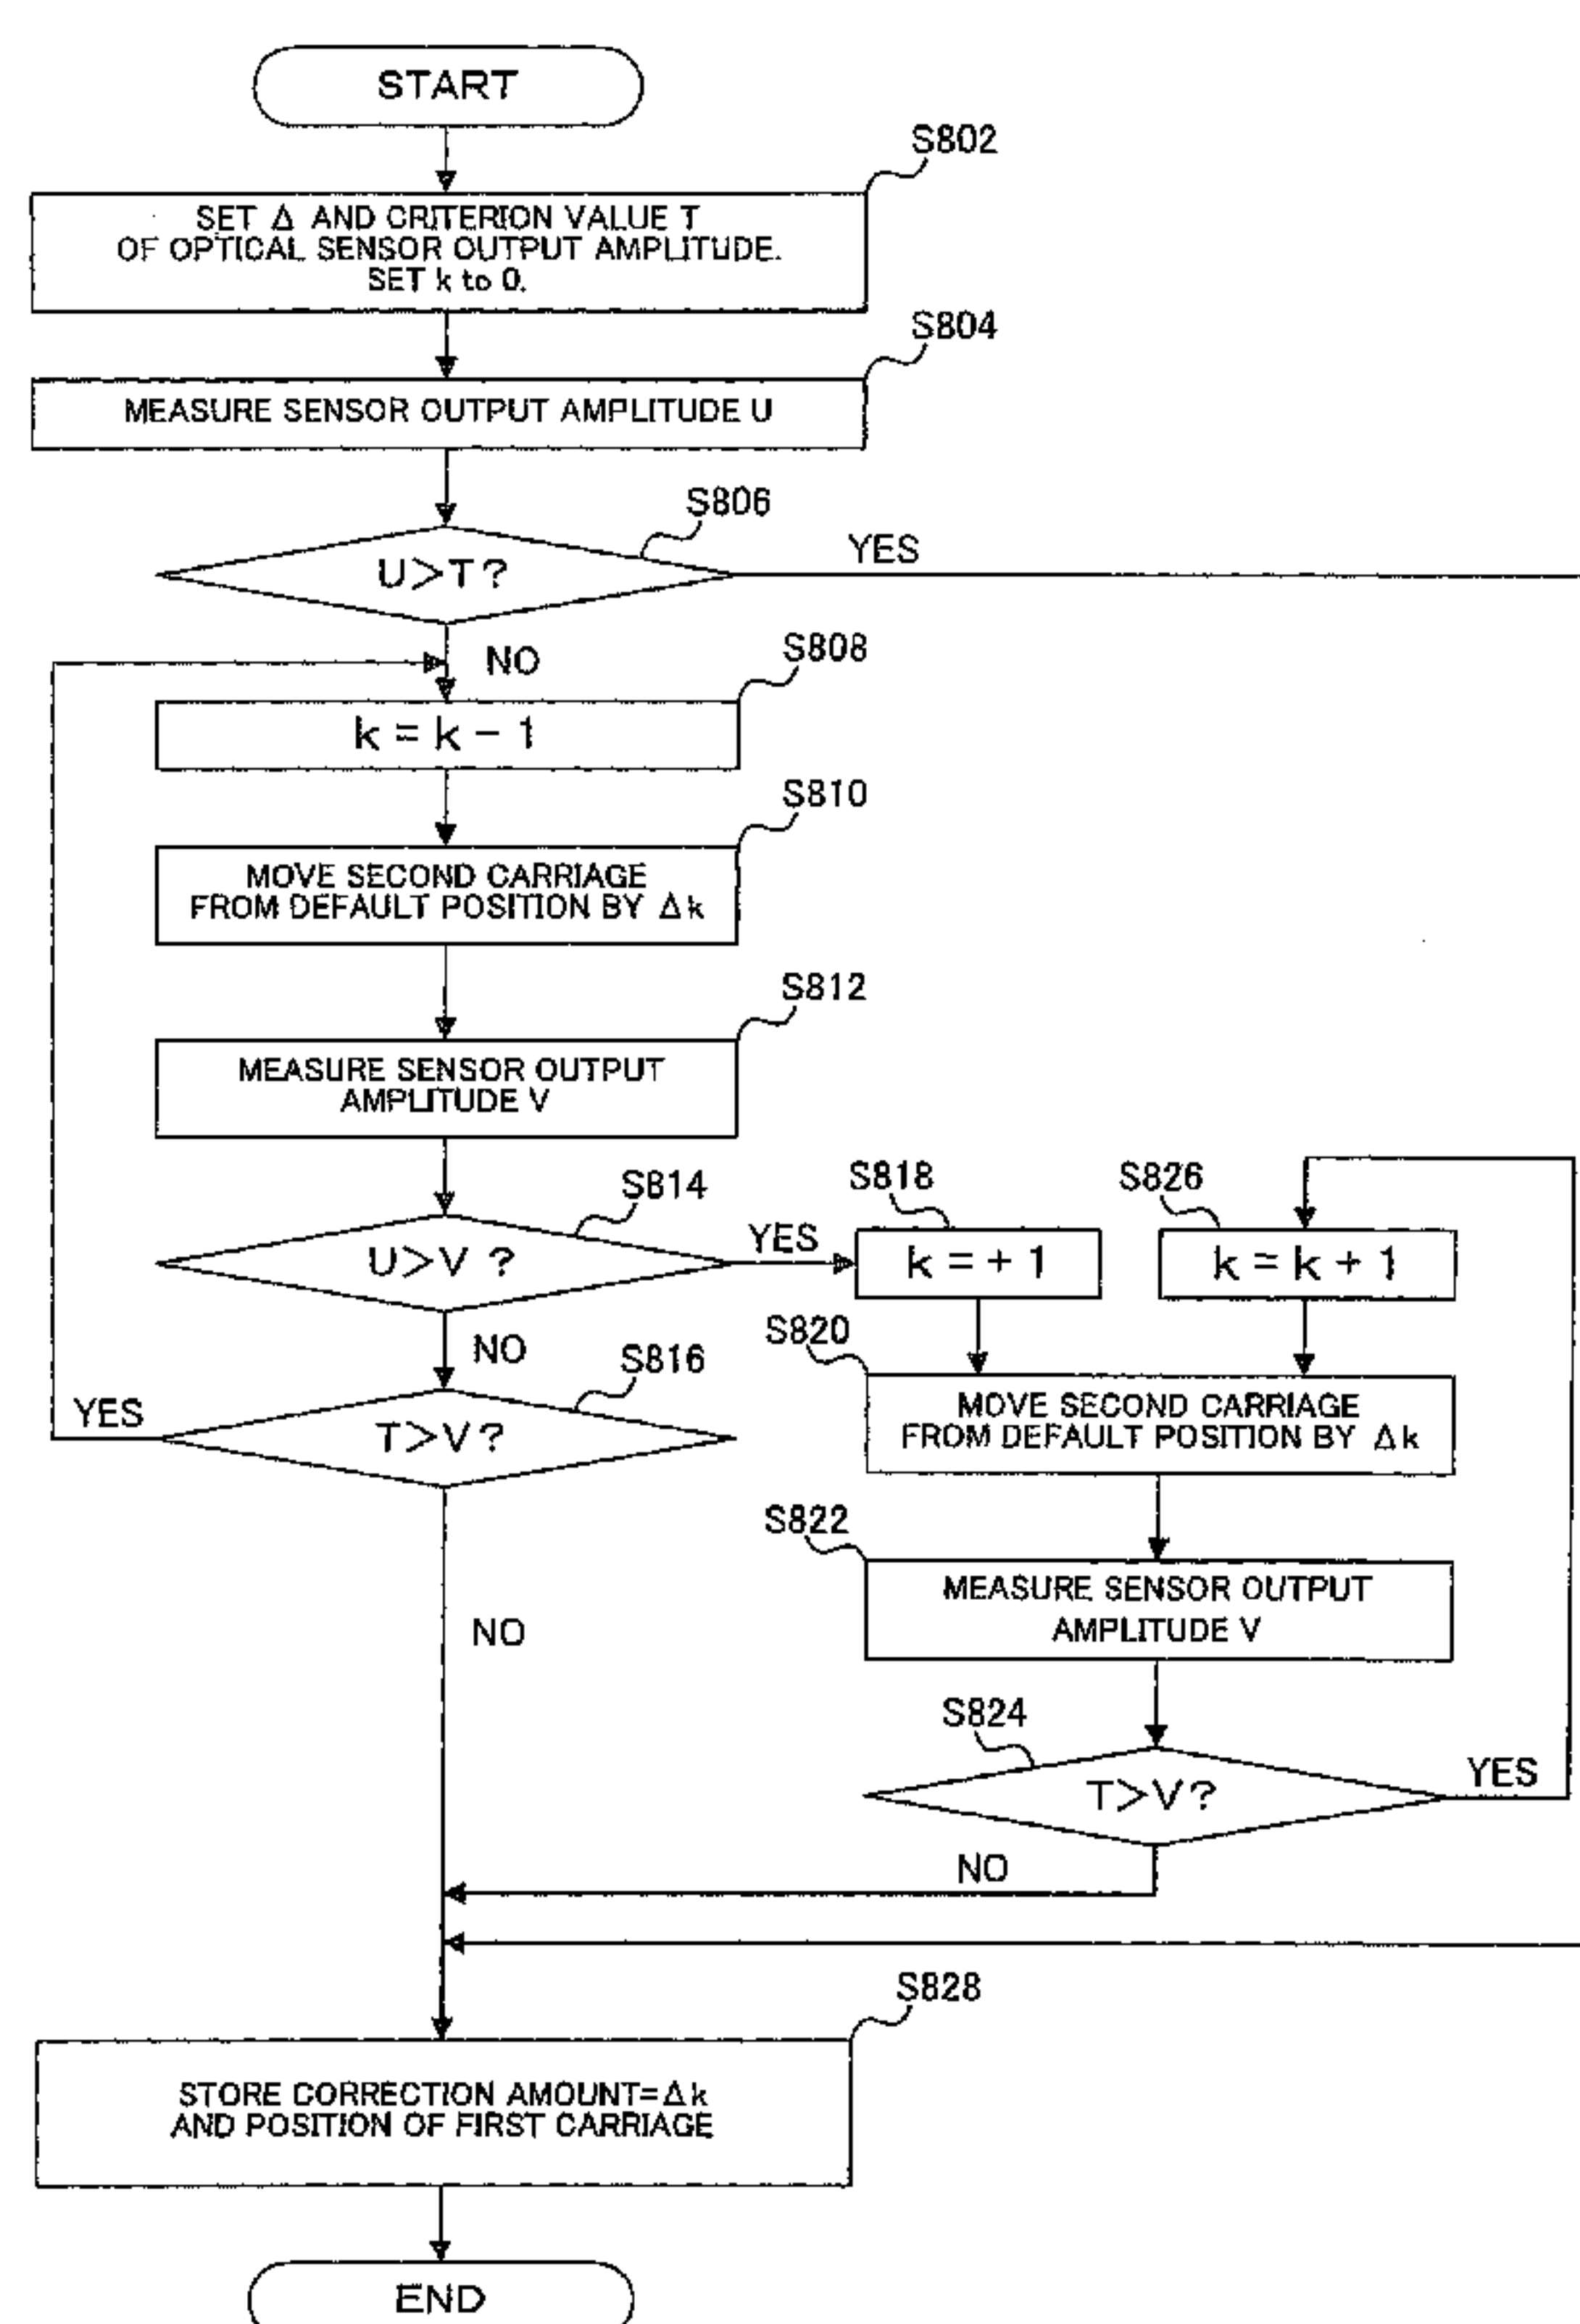 START
S802
SET Δ AND CRITERION VALUE T
OF OPTICAL SENSOR OUTPUT AMPLITUDE.
SET k to 0.
S804
MEASURE SENSOR OUTPUT AMPLITUDE U
S806
U>T?
YES
NO
S808
k = k - 1
S810
MOVE SECOND CARRIAGE
FROM DEFAULT POSITION BY Δk
S812
MEASURE SENSOR OUTPUT
AMPLITUDE V
S814
U>V ?
YES
NO
S818
k = + 1
S826
k = k + 1
S816
T>V?
YES
NO
S820
MOVE SECOND CARRIAGE
FROM DEFAULT POSITION BY Δk
S822
MEASURE SENSOR OUTPUT
AMPLITUDE V
S824
T>V?
YES
NO
S828
STORE CORRECTION AMOUNT=Δk
AND POSITION OF FIRST CARRIAGE
END